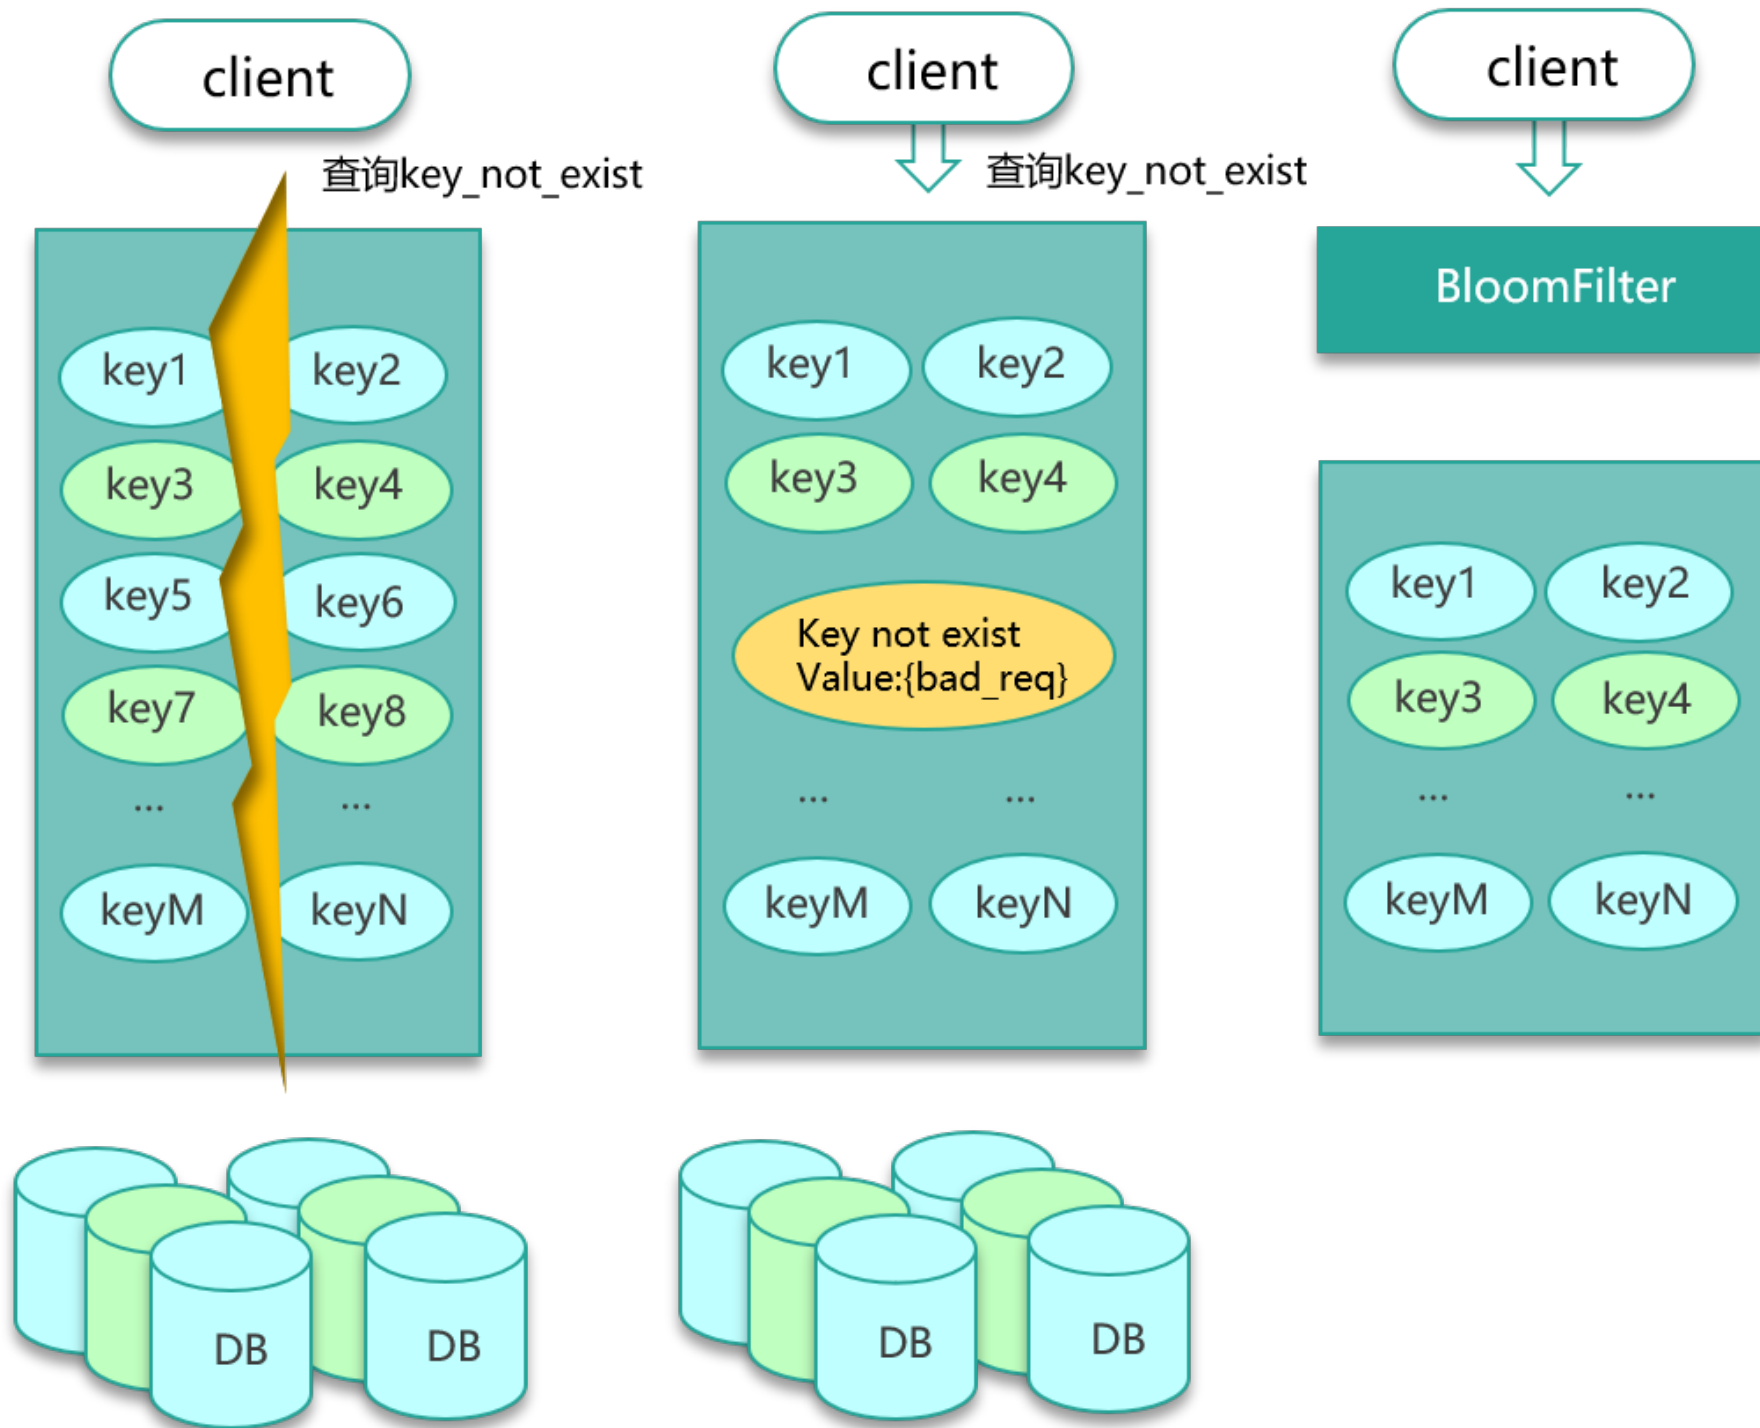 client
查询key_not_exist
key1
key2
key3
key4
key5
key6
key7
key8
...
...
keyM
keyN
DB
DB
client
查询key_not_exist
key1
key2
key3
key4
Key not exist
Value:{bad_req}
...
...
keyM
keyN
DB
DB
client
BloomFilter
key1
key2
key3
key4
...
...
keyM
keyN